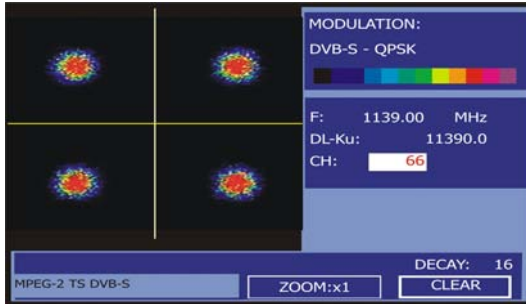 MODULATION:
DVB-S - QPSK
F: 1139.00 MHz
DL-Ku: 11390.0
CH: 66
DECAY: 16
MPEG-2 TS DVB-S
ZOOM:x1
CLEAR